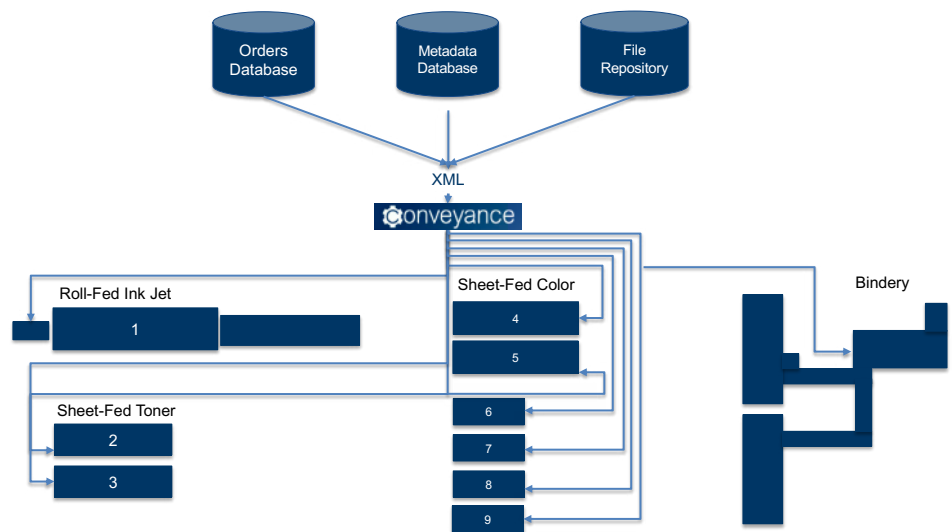 Orders
Database
Metadata
Database
File
Repository
XML
Conveyance
Roll-Fed Ink Jet
1
Sheet-Fed Color
4
5
6
7
8
9
Bindery
Sheet-Fed Toner
2
3